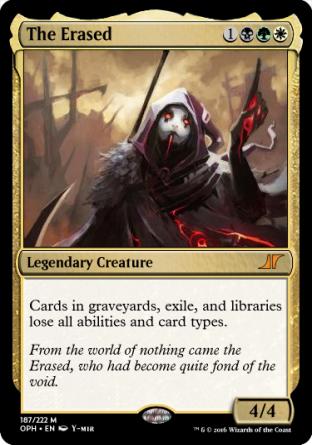 The Erased 1
Legendary Creature
Cards in graveyards, exile, and libraries
lose all abilities and card types.
From the world of nothing came the
Erased, who had become quite fond of the
void.
4/4
187/222 M
OPH • EN Y-M1R
™ & © 2016 Wizards of the Coast